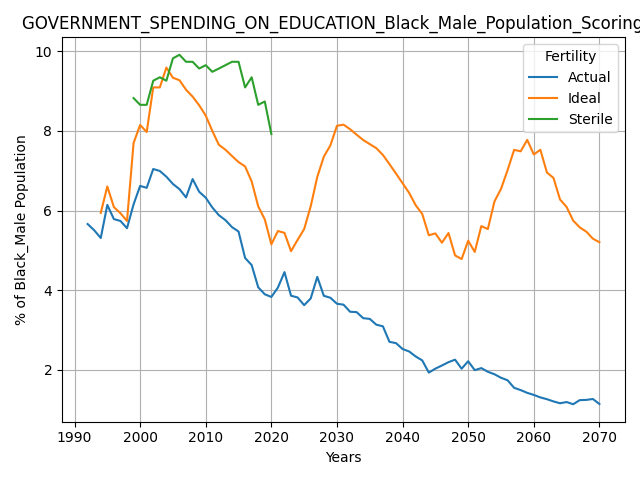 GOVERNMENT_SPENDING_ON_EDUCATION_Black_Male_Population_Scoring
Fertility
Actual
Ideal
Sterile
% of Black_Male Population
10
8
6
4
2
1990 2000 2010 2020 2030 2040 2050 2060 2070
Years